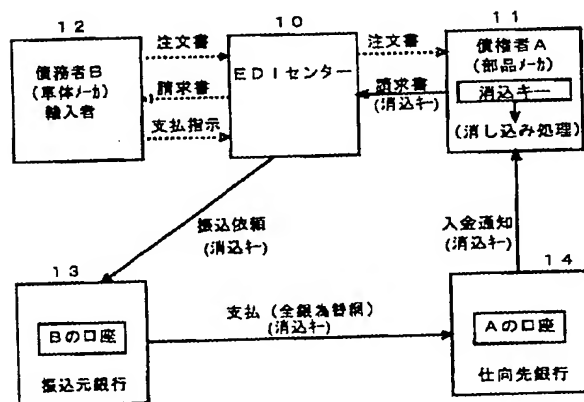 12
債務者B
(車体メーカ)
輸入者
注文書
請求書
支払指示
10
EDIセンター
注文書
請求書
(消込キー)
11
債権者A
(部品メーカ)
消込キー
(消し込み処理)
振込依頼
(消込キー)
入金通知
(消込キー)
13
Bの口座
振込元銀行
支払(全銀為替網)
(消込キー)
14
Aの口座
仕向先銀行